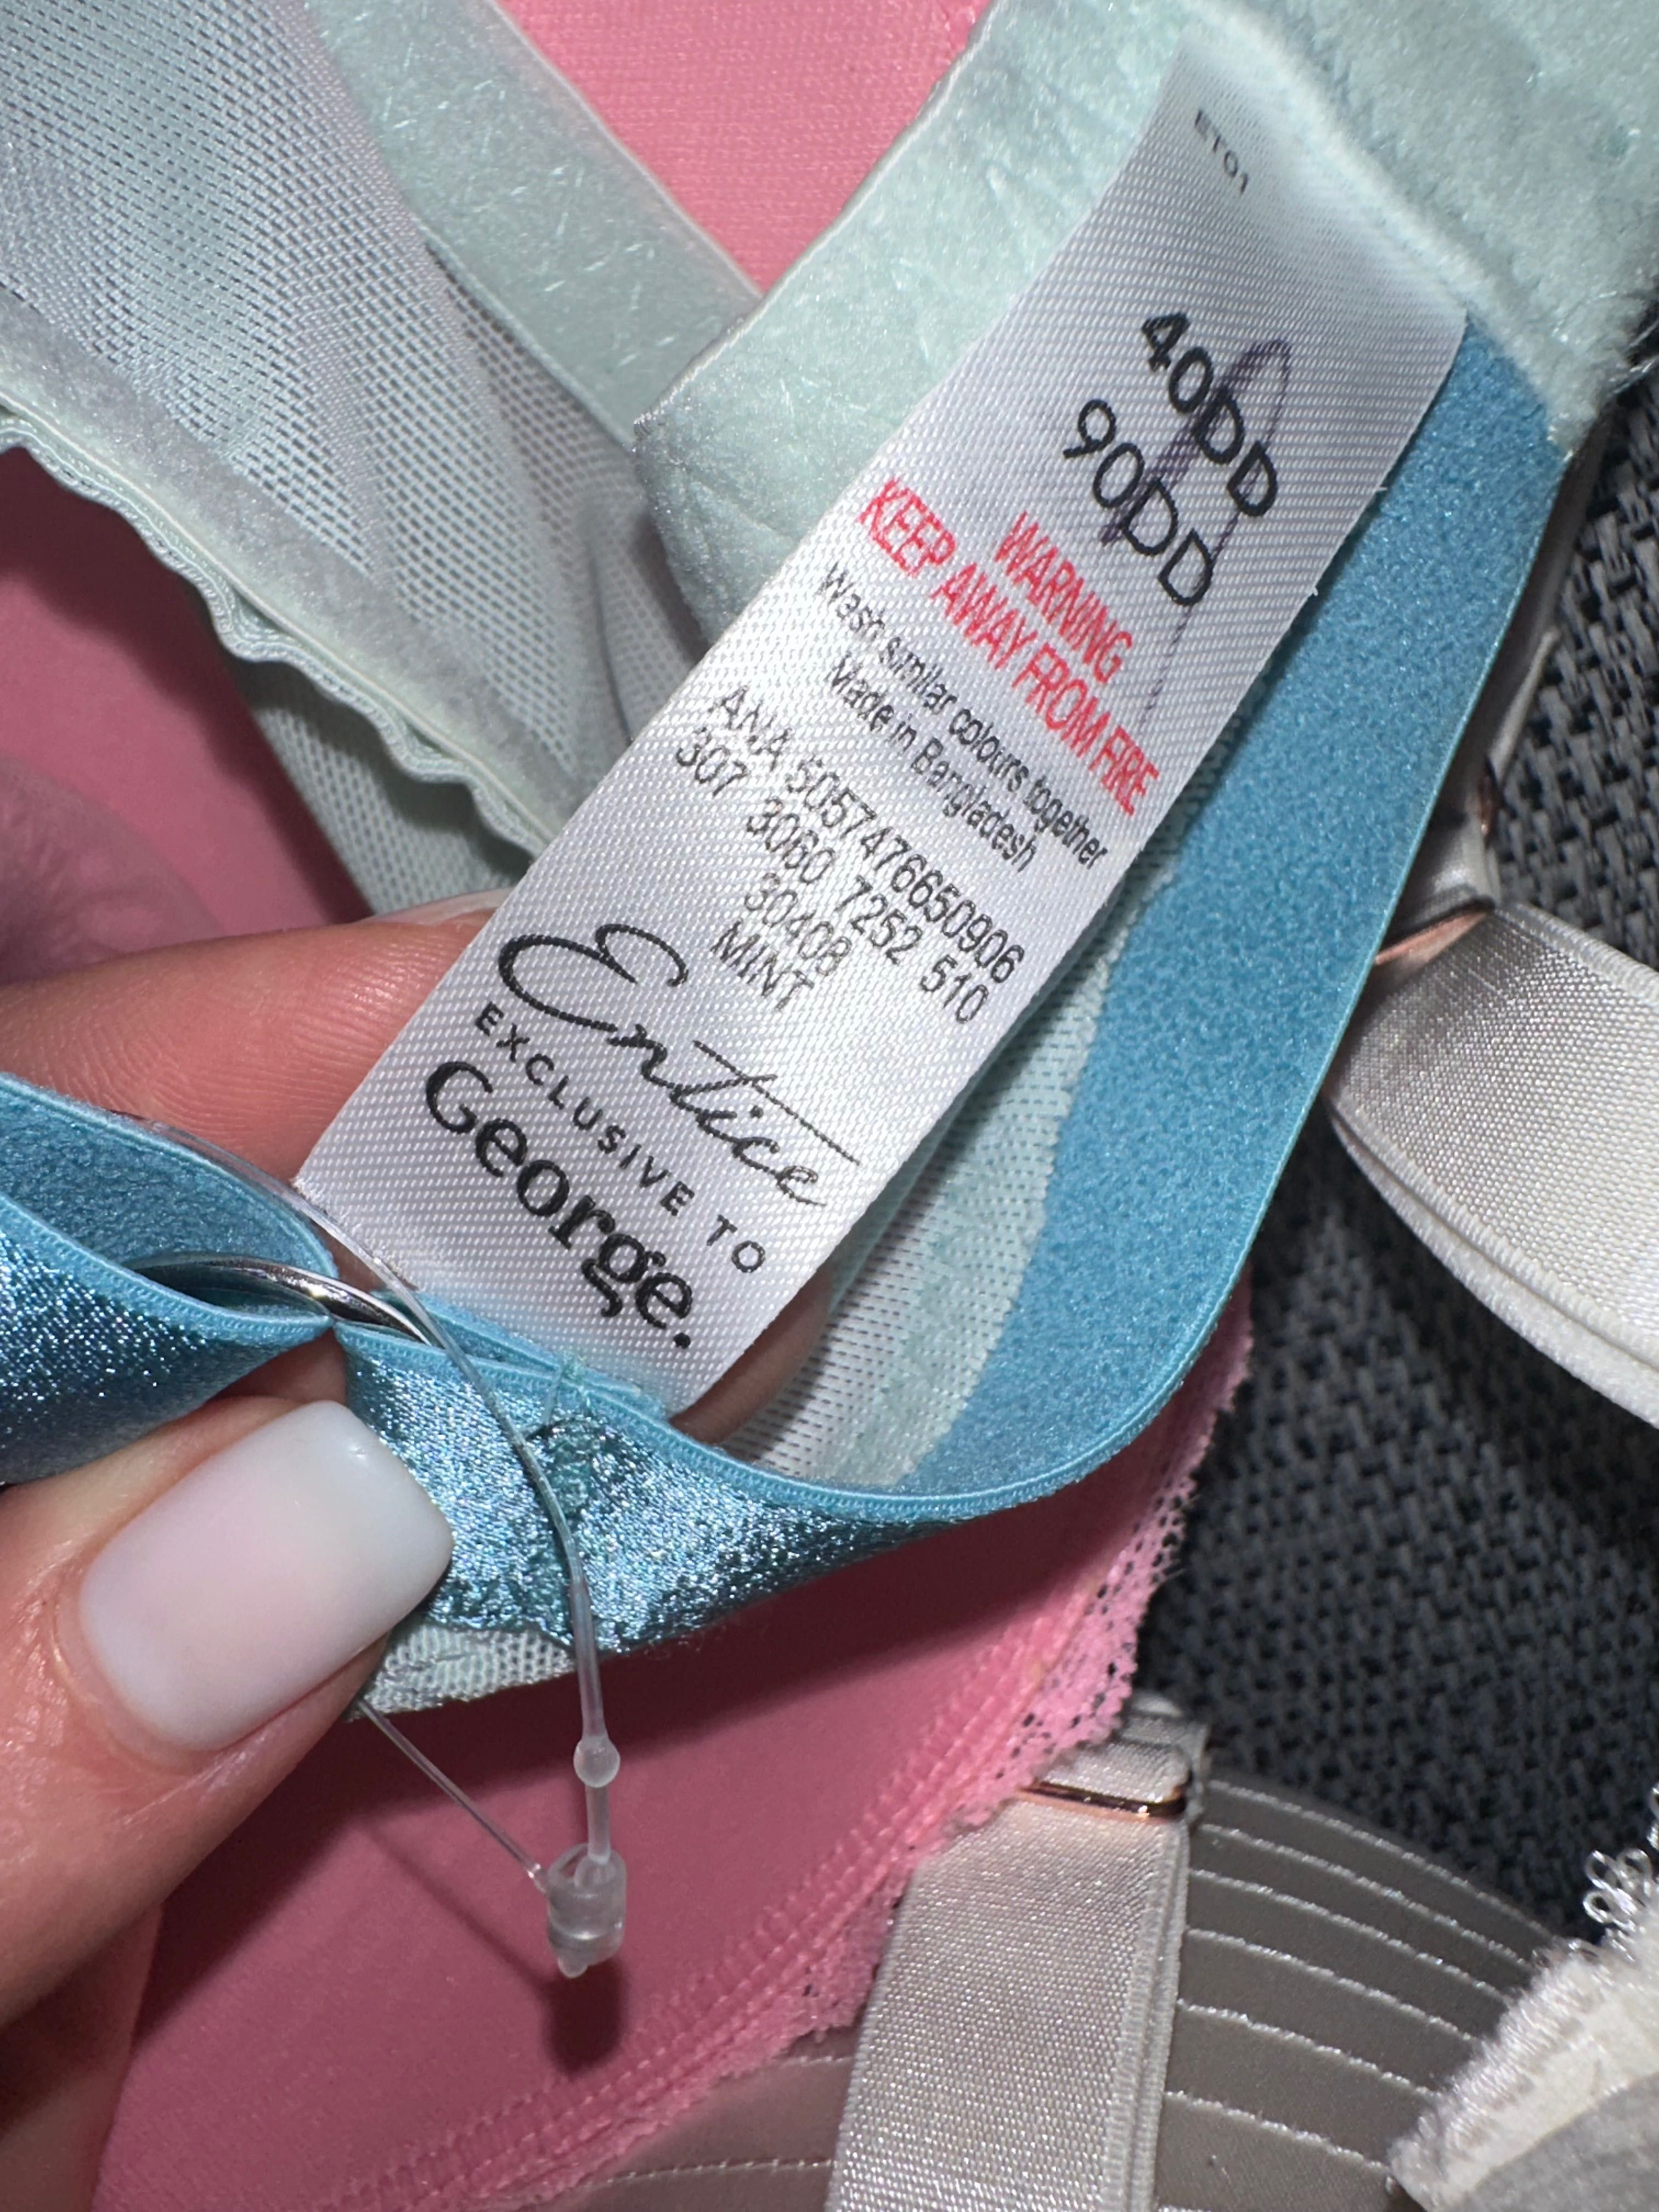 ET01
40DD
90DD
WARNING
KEEP AWAY FROM FIRE
Wash similar colours together
Made in Bangladesh
ANA 5057476650906
307 3060 7252 510
30408
MINT
Entice
EXCLUSIVE TO
George.